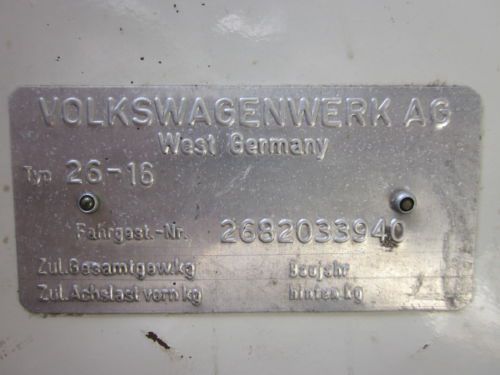 VOLKSWAGENWERK AG
West Germany
Typ 26-16
Fahrgest.-Nr. 2682033940
Zul.Gesamtgew.kg Baujahr
Zul.Achslast vorn kg hinten kg